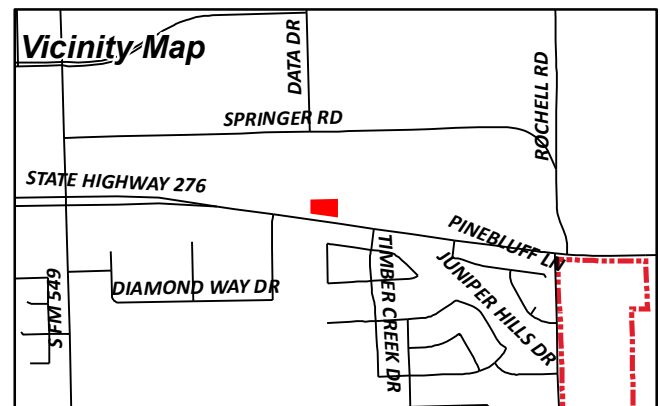 Vicinity Map
DATA DR
ROCHELL RD
SPRINGER RD
STATE HIGHWAY 276
PINEBLUFF LN
TIMBER CREEK DR
JUNIPER HILLS DR
DIAMOND WAY DR
S FM 549